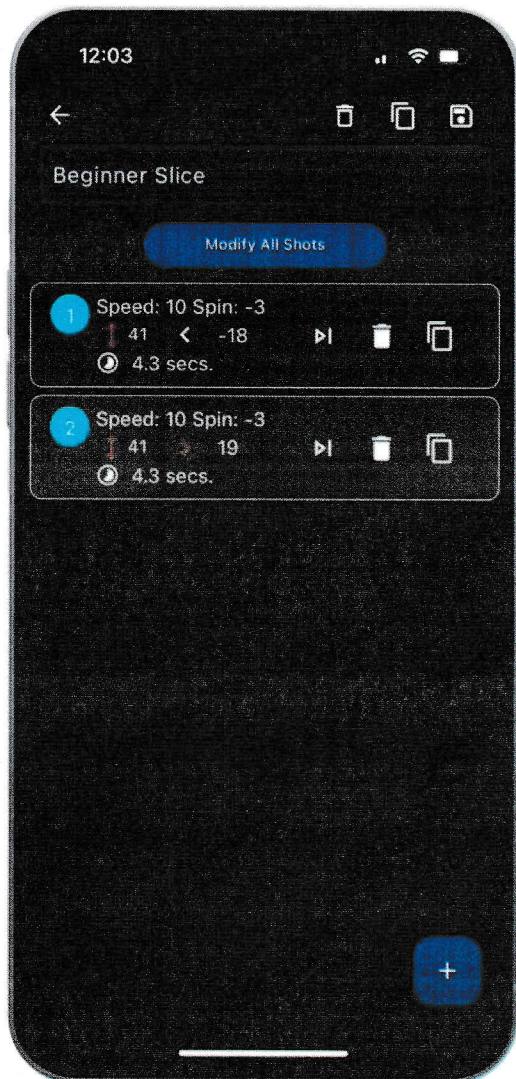 12:03
Beginner Slice
Modify All Shots
1 Speed: 10 Spin: -3
41 < -18
4.3 secs.
2 Speed: 10 Spin: -3
41 > 19
4.3 secs.
+